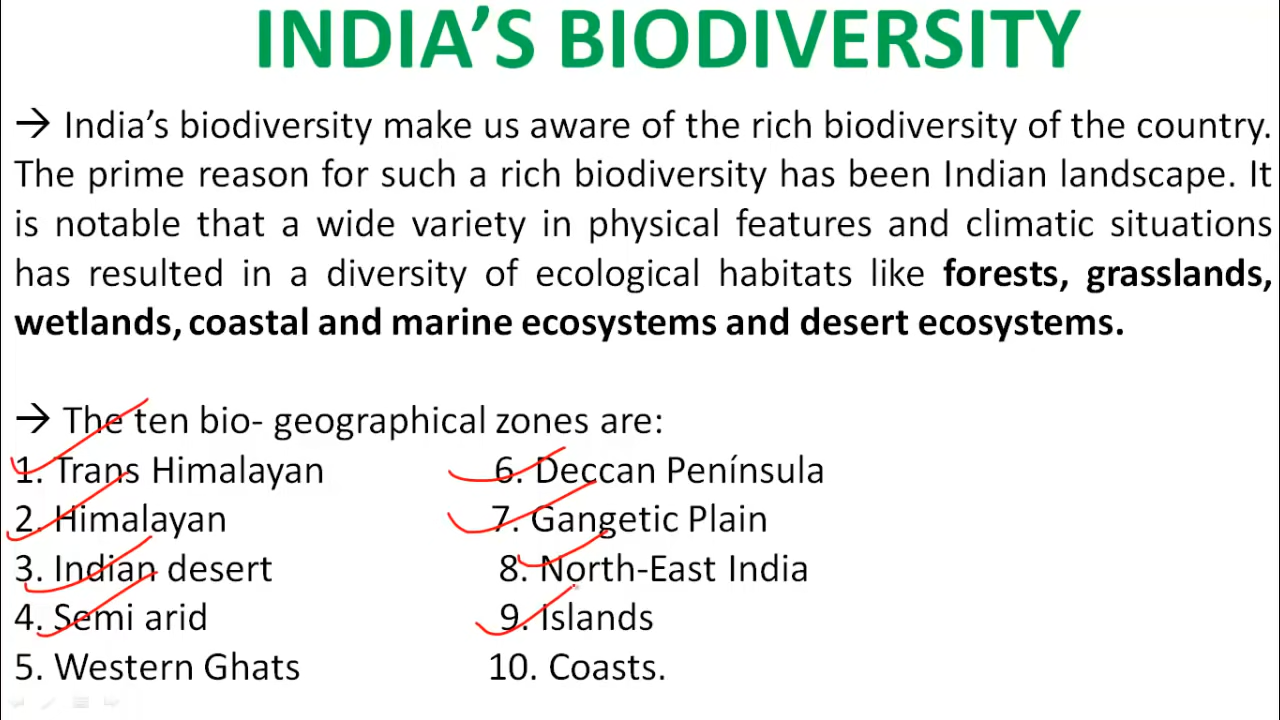 INDIA’S BIODIVERSITY
→ India’s biodiversity make us aware of the rich biodiversity of the country.
The prime reason for such a rich biodiversity has been Indian landscape. It
is notable that a wide variety in physical features and climatic situations
has resulted in a diversity of ecological habitats like forests, grasslands,
wetlands, coastal and marine ecosystems and desert ecosystems.
→ The ten bio- geographical zones are:
1. Trans Himalayan 6. Deccan Península
2. Himalayan 7. Gangetic Plain
3. Indian desert 8. North-East India
4. Semi arid 9. Islands
5. Western Ghats 10. Coasts.